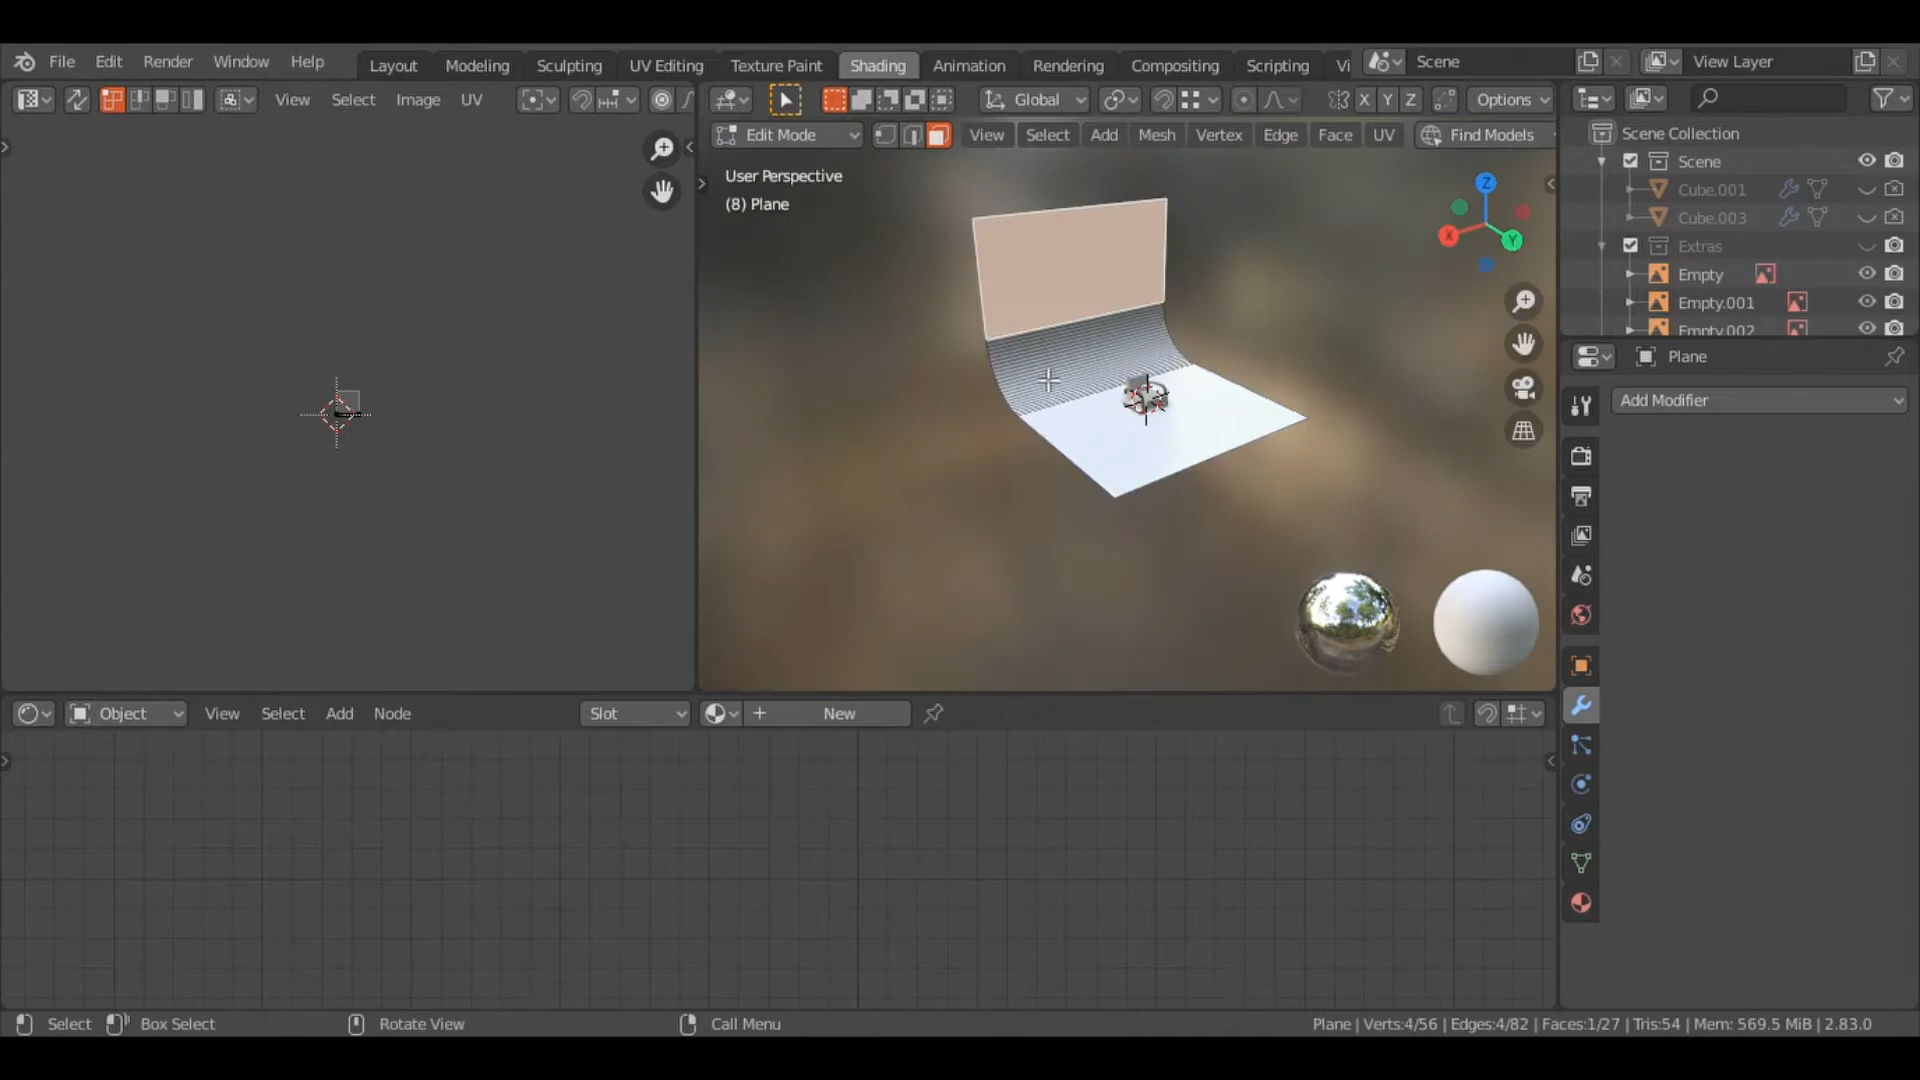 File Edit Render Window Help Layout Modeling Sculpting UV Editing Texture Paint Shading Animation Rendering Compositing Scripting Vi Scene View Layer
View Select Image UV Global Options
Edit Mode View Select Add Mesh Vertex Edge Face UV Find Models
Scene Collection
Scene
Cube.001
Cube.003
Extras
Empty
Empty.001
Empty.002
User Perspective
(8) Plane
Z
X
Y
X Y Z
Plane
Add Modifier
Object View Select Add Node Slot New
Select Box Select Rotate View Call Menu Plane | Verts:4/56 | Edges:4/82 | Faces:1/27 | Tris:54 | Mem: 569.5 MiB | 2.83.0